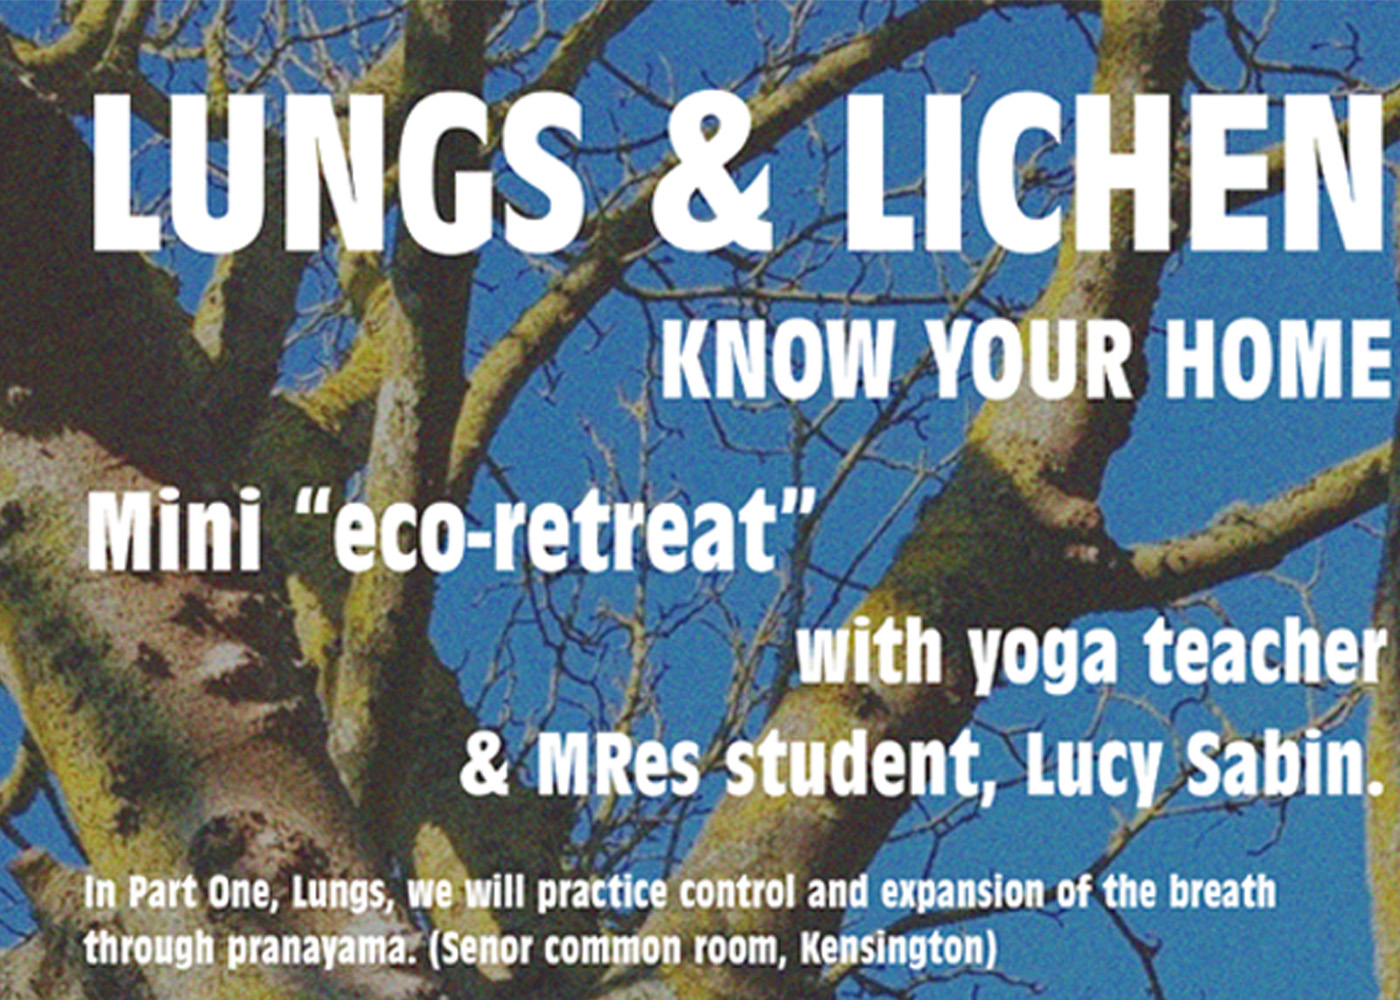 LUNGS & LICHEN
KNOW YOUR HOME
Mini “eco-retreat”
with yoga teacher
& MRes student, Lucy Sabin.
In Part One, Lungs, we will practice control and expansion of the breath
through pranayama. (Senor common room, Kensington)